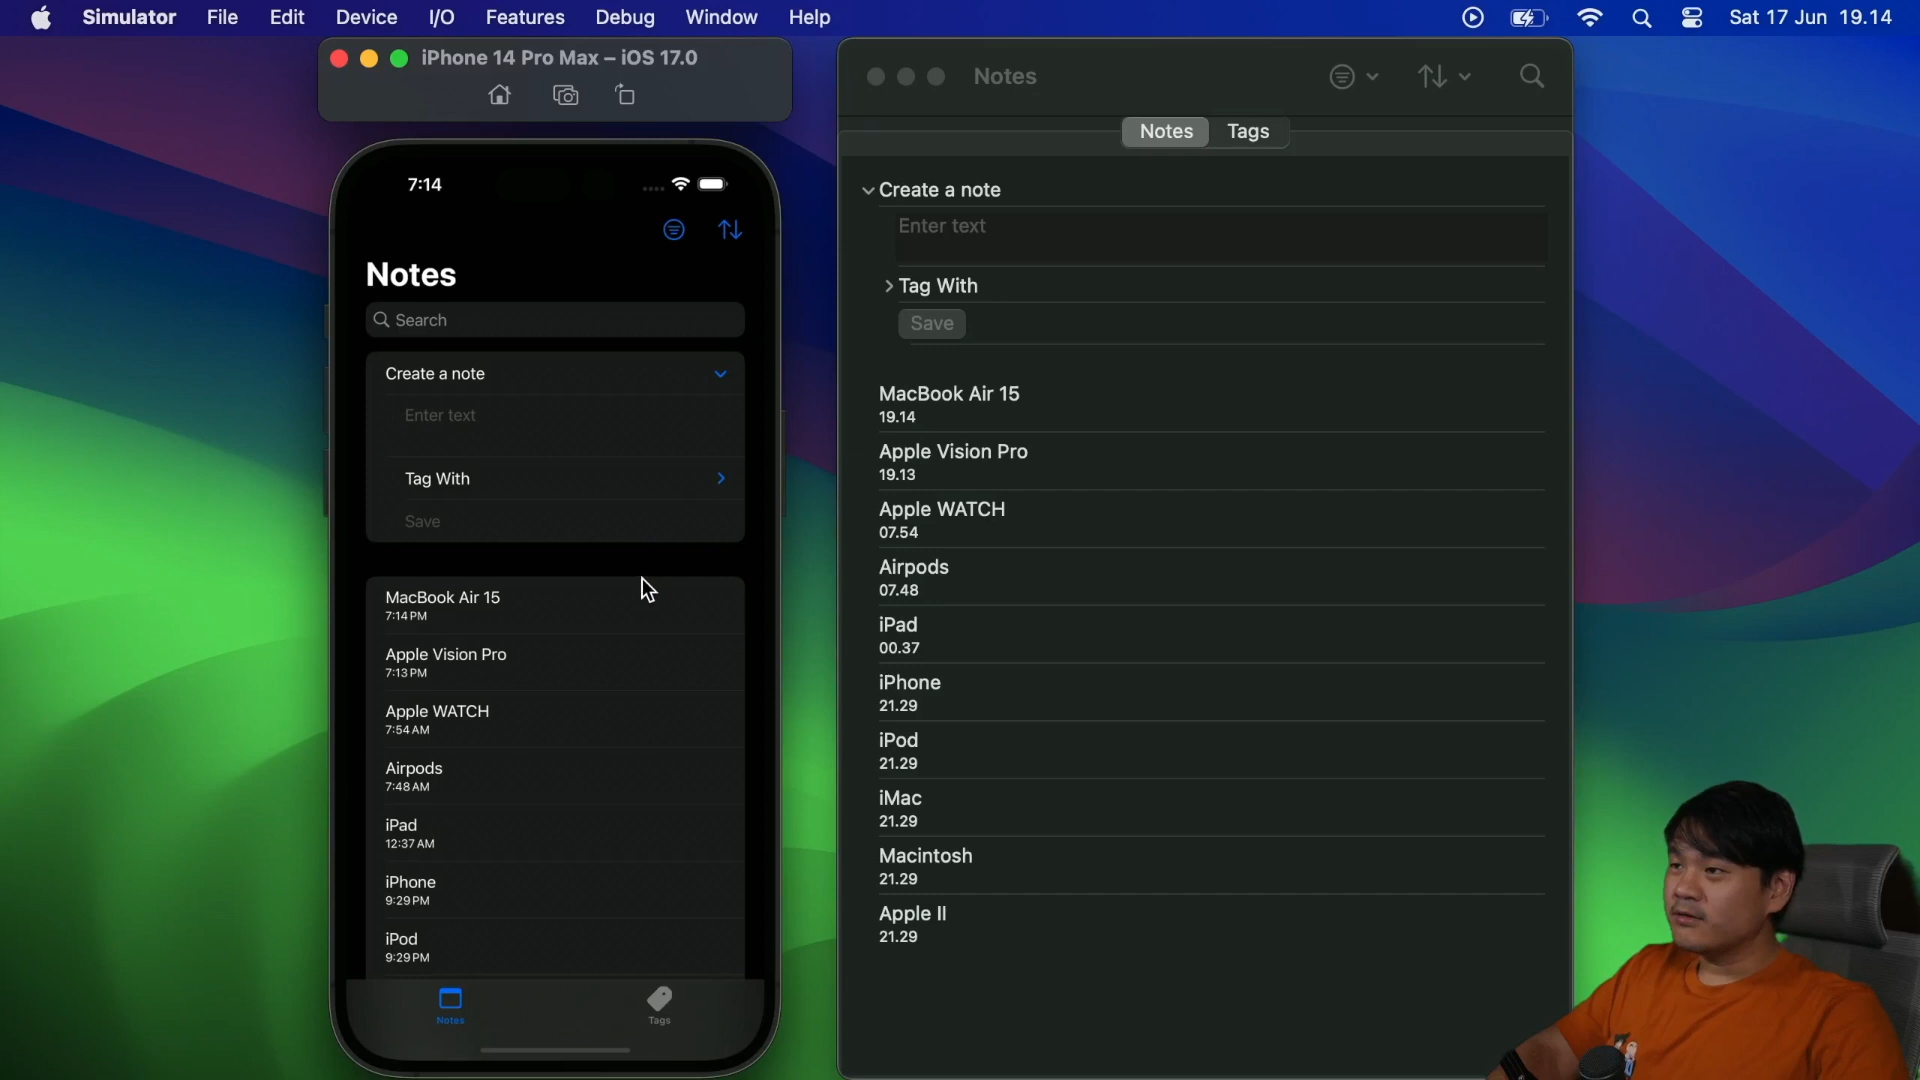 Simulator File Edit Device I/O Features Debug Window Help Sat 17 Jun 19.14
iPhone 14 Pro Max – iOS 17.0
7:14
Notes
Search
Create a note
Enter text
Tag With
Save
MacBook Air 15
7:14 PM
Apple Vision Pro
7:13 PM
Apple WATCH
7:54 AM
Airpods
7:48 AM
iPad
12:37 AM
iPhone
9:29 PM
iPod
9:29 PM
Notes Tags
Notes
Notes Tags
Create a note
Enter text
Tag With
Save
MacBook Air 15
19.14
Apple Vision Pro
19.13
Apple WATCH
07.54
Airpods
07.48
iPad
00.37
iPhone
21.29
iPod
21.29
iMac
21.29
Macintosh
21.29
Apple II
21.29